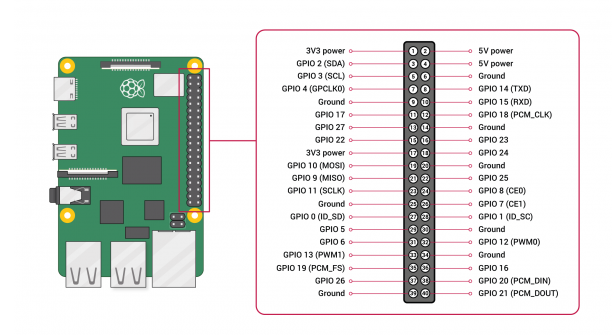 3V3 power 1 2 5V power
GPIO 2 (SDA) 3 4 5V power
GPIO 3 (SCL) 5 6 Ground
GPIO 4 (GPCLK0) 7 8 GPIO 14 (TXD)
Ground 9 10 GPIO 15 (RXD)
GPIO 17 11 12 GPIO 18 (PCM_CLK)
GPIO 27 13 14 Ground
GPIO 22 15 16 GPIO 23
3V3 power 17 18 GPIO 24
GPIO 10 (MOSI) 19 20 Ground
GPIO 9 (MISO) 21 22 GPIO 25
GPIO 11 (SCLK) 23 24 GPIO 8 (CE0)
Ground 25 26 GPIO 7 (CE1)
GPIO 0 (ID_SD) 27 28 GPIO 1 (ID_SC)
GPIO 5 29 30 Ground
GPIO 6 31 32 GPIO 12 (PWM0)
GPIO 13 (PWM1) 33 34 Ground
GPIO 19 (PCM_FS) 35 36 GPIO 16
GPIO 26 37 38 GPIO 20 (PCM_DIN)
Ground 39 40 GPIO 21 (PCM_DOUT)